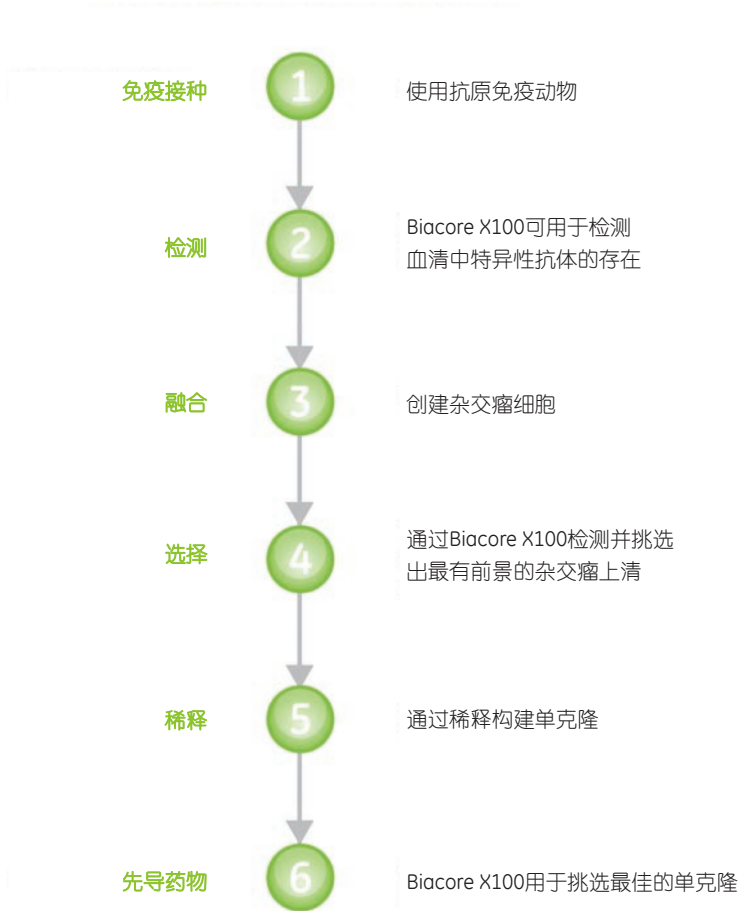 免疫接种
1
使用抗原免疫动物
检测
2
Biacore X100可用于检测
血清中特异性抗体的存在
融合
3
创建杂交瘤细胞
选择
4
通过Biacore X100检测并挑选
出最有前景的杂交瘤上清
稀释
5
通过稀释构建单克隆
先导药物
6
Biacore X100用于挑选最佳的单克隆